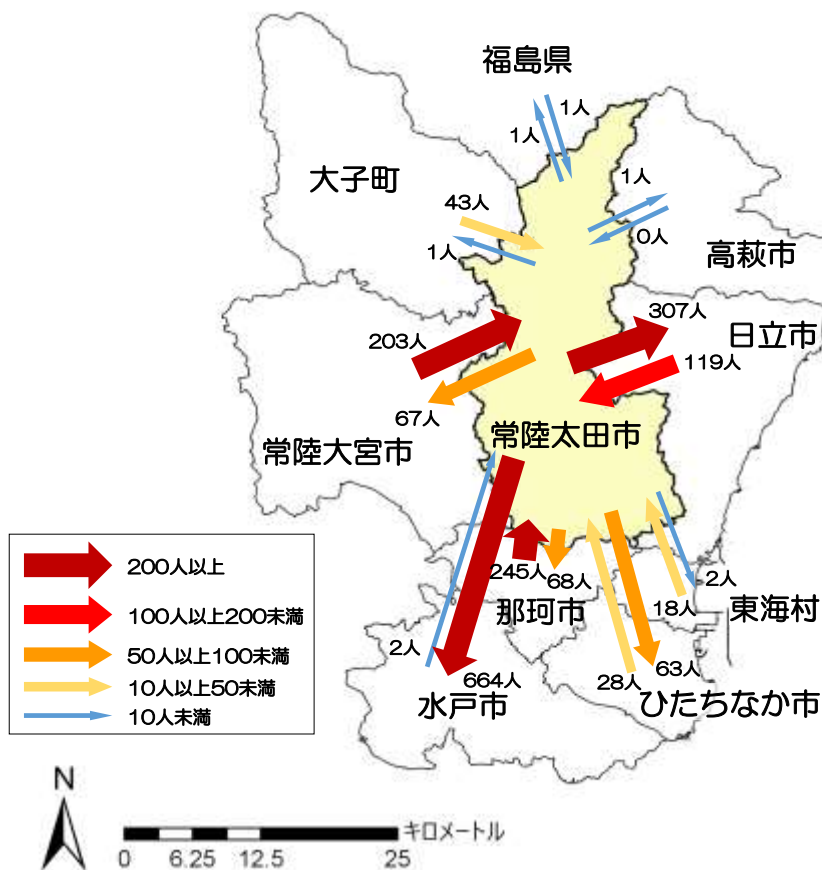 福島県
1人
1人
大子町
43人
1人
1人
0人
高萩市
307人
日立市
203人
119人
67人
常陸大宮市
常陸太田市
200人以上
100人以上200未満
50人以上100未満
10人以上50未満
10人未満
245人
68人
2人
18人
那珂市
東海村
2人
664人
28人
63人
水戸市
ひたちなか市
N
キロメートル
0 6.25 12.5 25